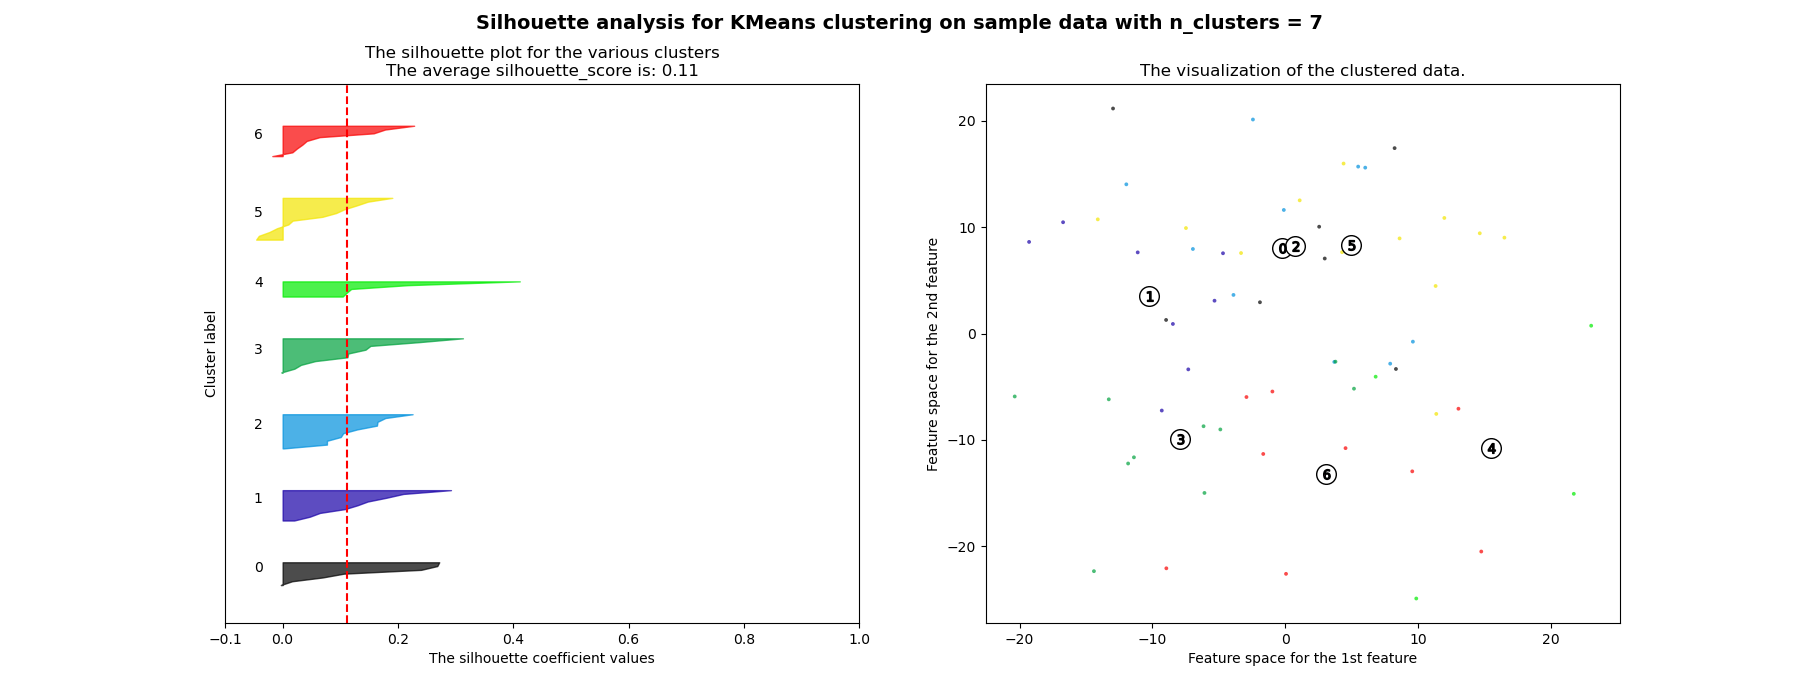 Silhouette analysis for KMeans clustering on sample data with n_clusters = 7
The silhouette plot for the various clusters
The average silhouette_score is: 0.11
6
5
4
3
2
1
0
Cluster label
−0.1 0.0 0.2 0.4 0.6 0.8 1.0
The silhouette coefficient values
The visualization of the clustered data.
20
10
0
−10
−20
Feature space for the 2nd feature
0 2 5
1
3
4
6
−20 −10 0 10 20
Feature space for the 1st feature